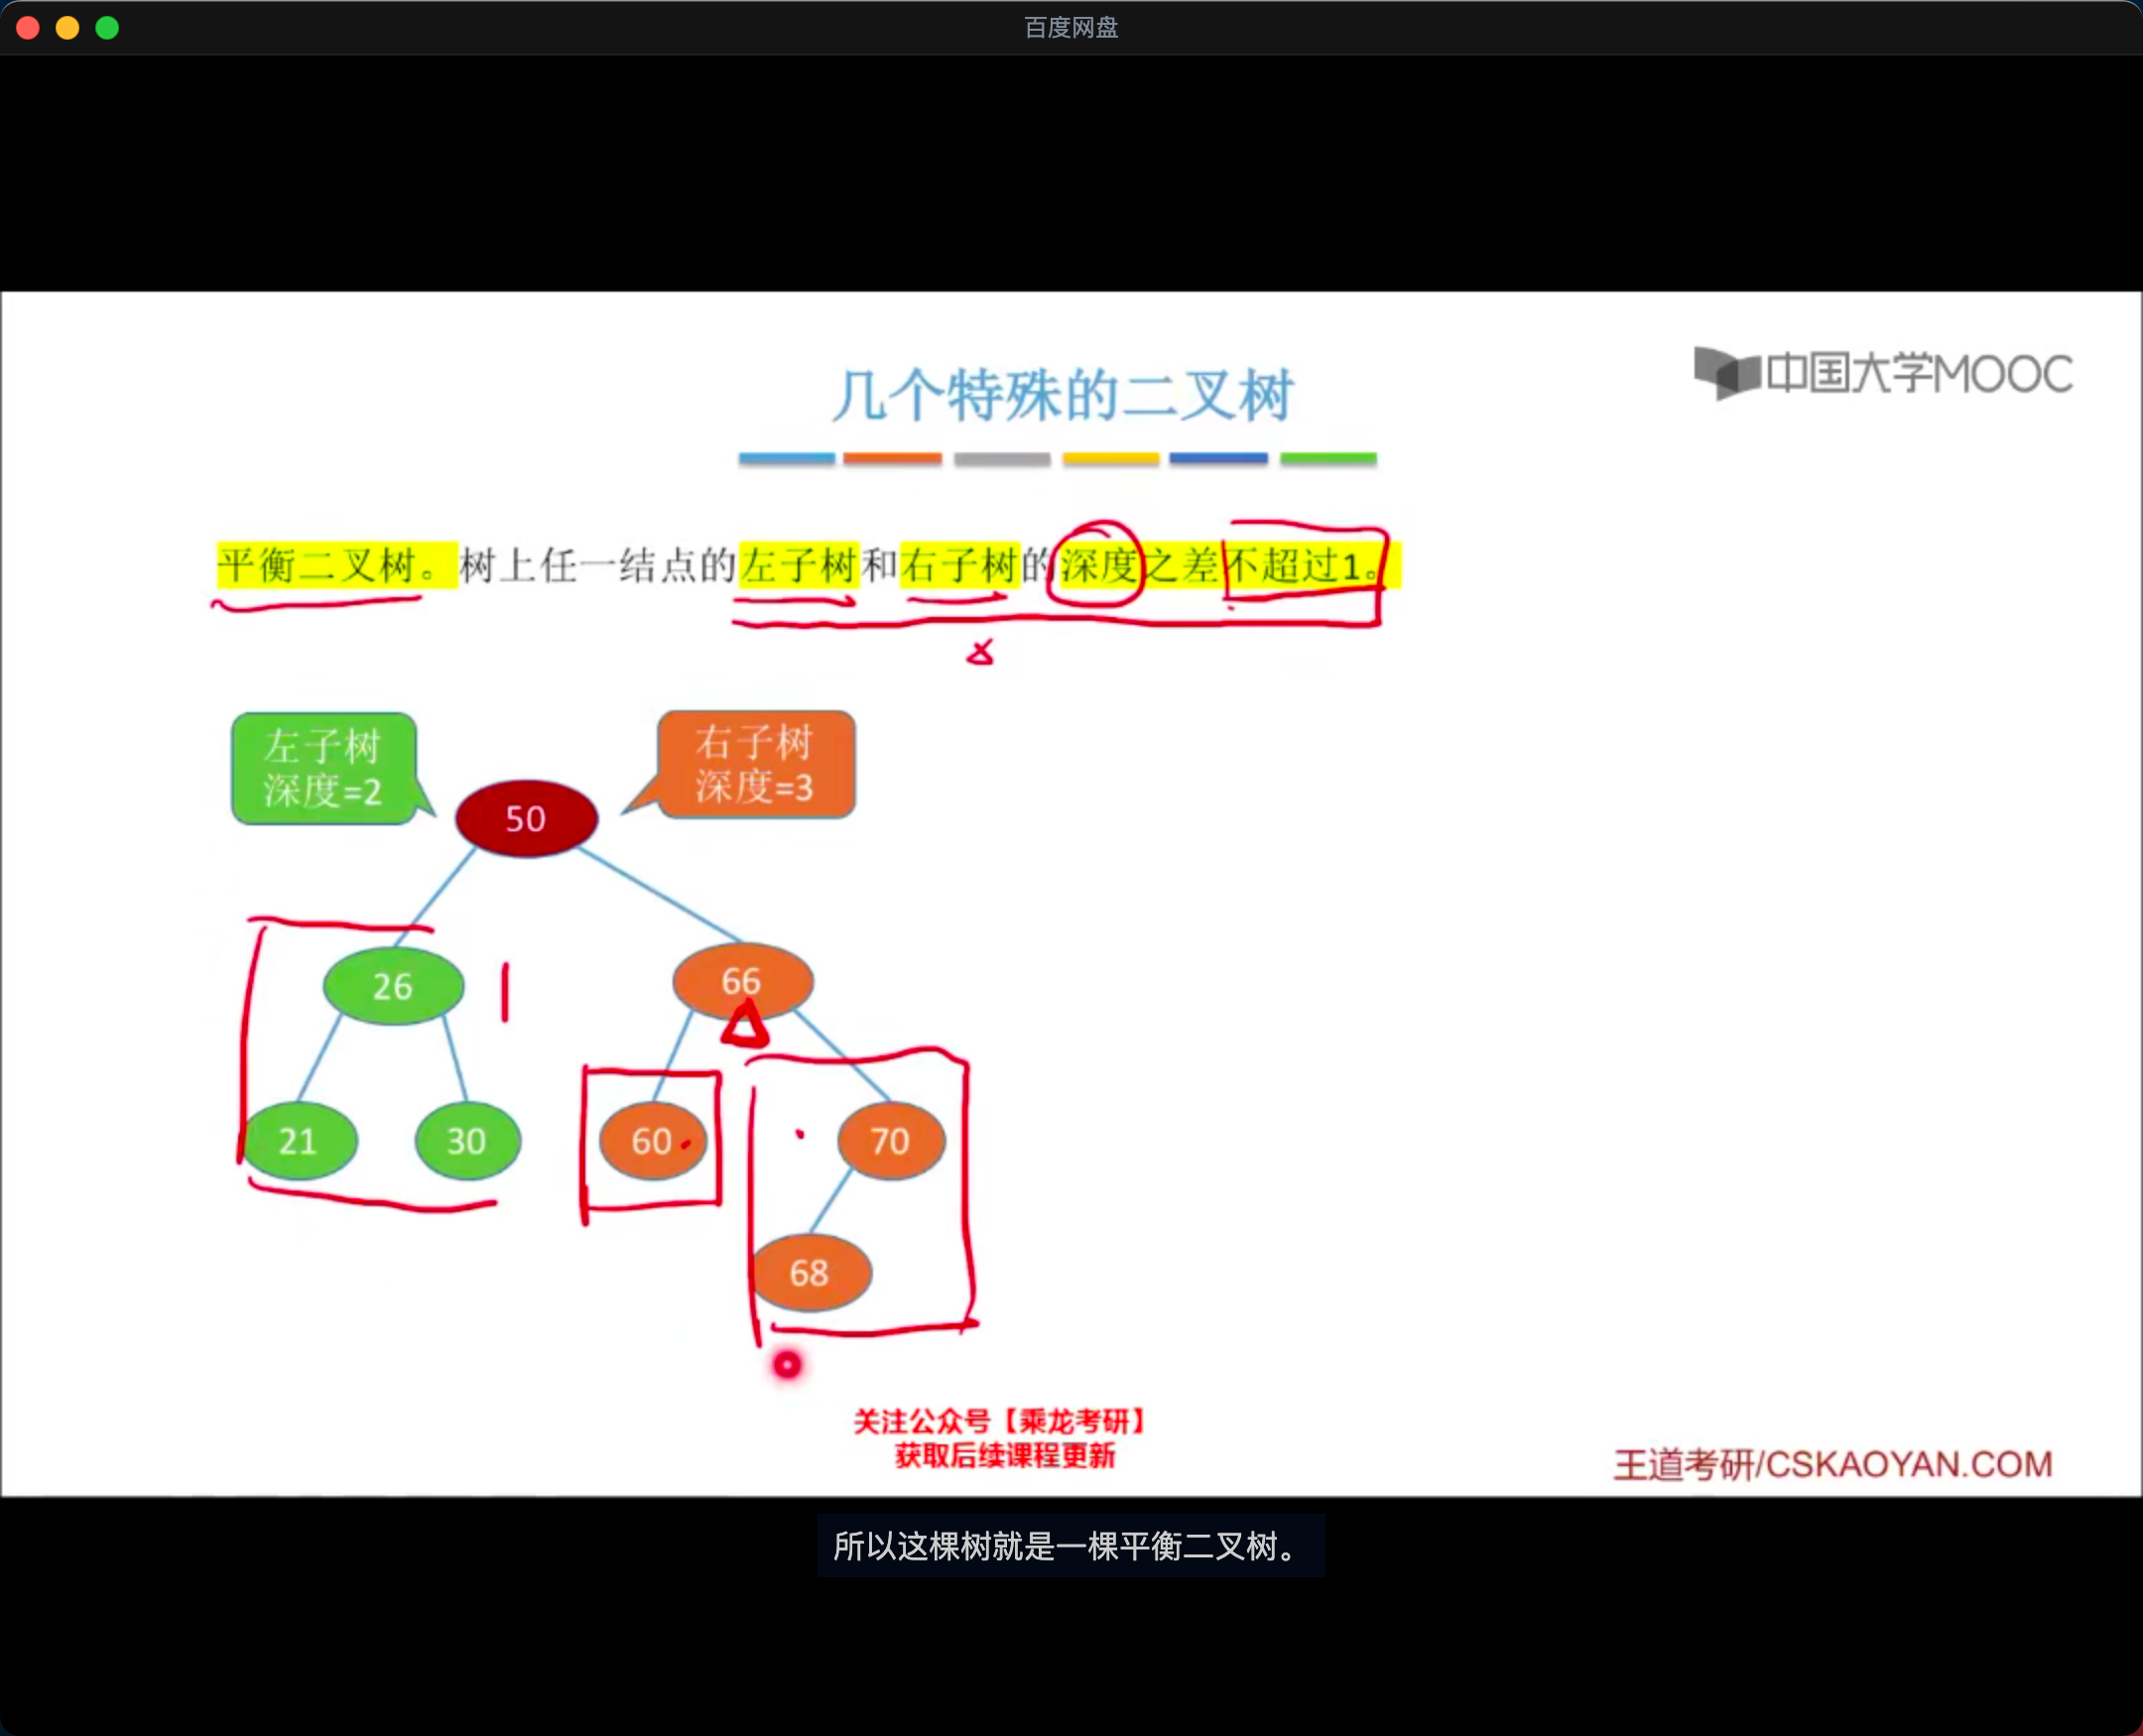 百度网盘
几个特殊的二叉树
中国大学MOOC
平衡二叉树。树上任一结点的左子树和右子树的深度之差不超过1。
左子树
深度=2
右子树
深度=3
50
26
66
21
30
60
70
68
关注公众号【乘龙考研】
获取后续课程更新
王道考研/CSKAOYAN.COM
所以这棵树就是一棵平衡二叉树。